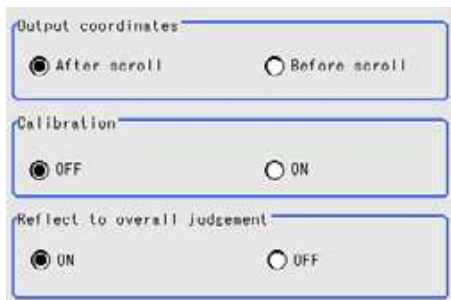 Output coordinates
After scroll Before scroll
Calibration
OFF ON
Reflect to overall judgement
ON OFF